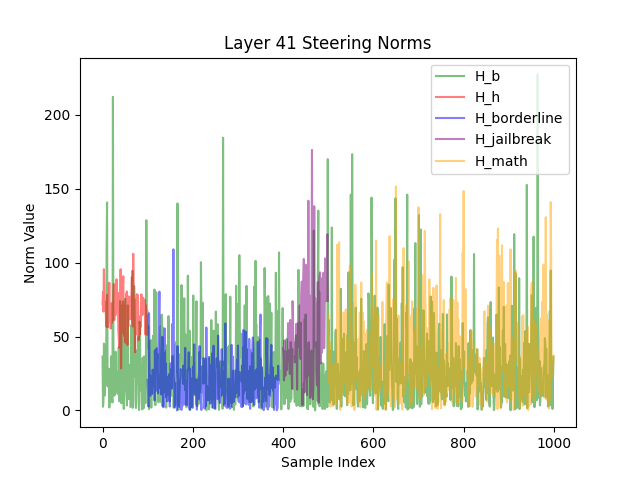 Layer 41 Steering Norms
H_b
H_h
H_borderline
H_jailbreak
H_math
Norm Value
200
150
100
50
0
0
200
400
600
800
1000
Sample Index